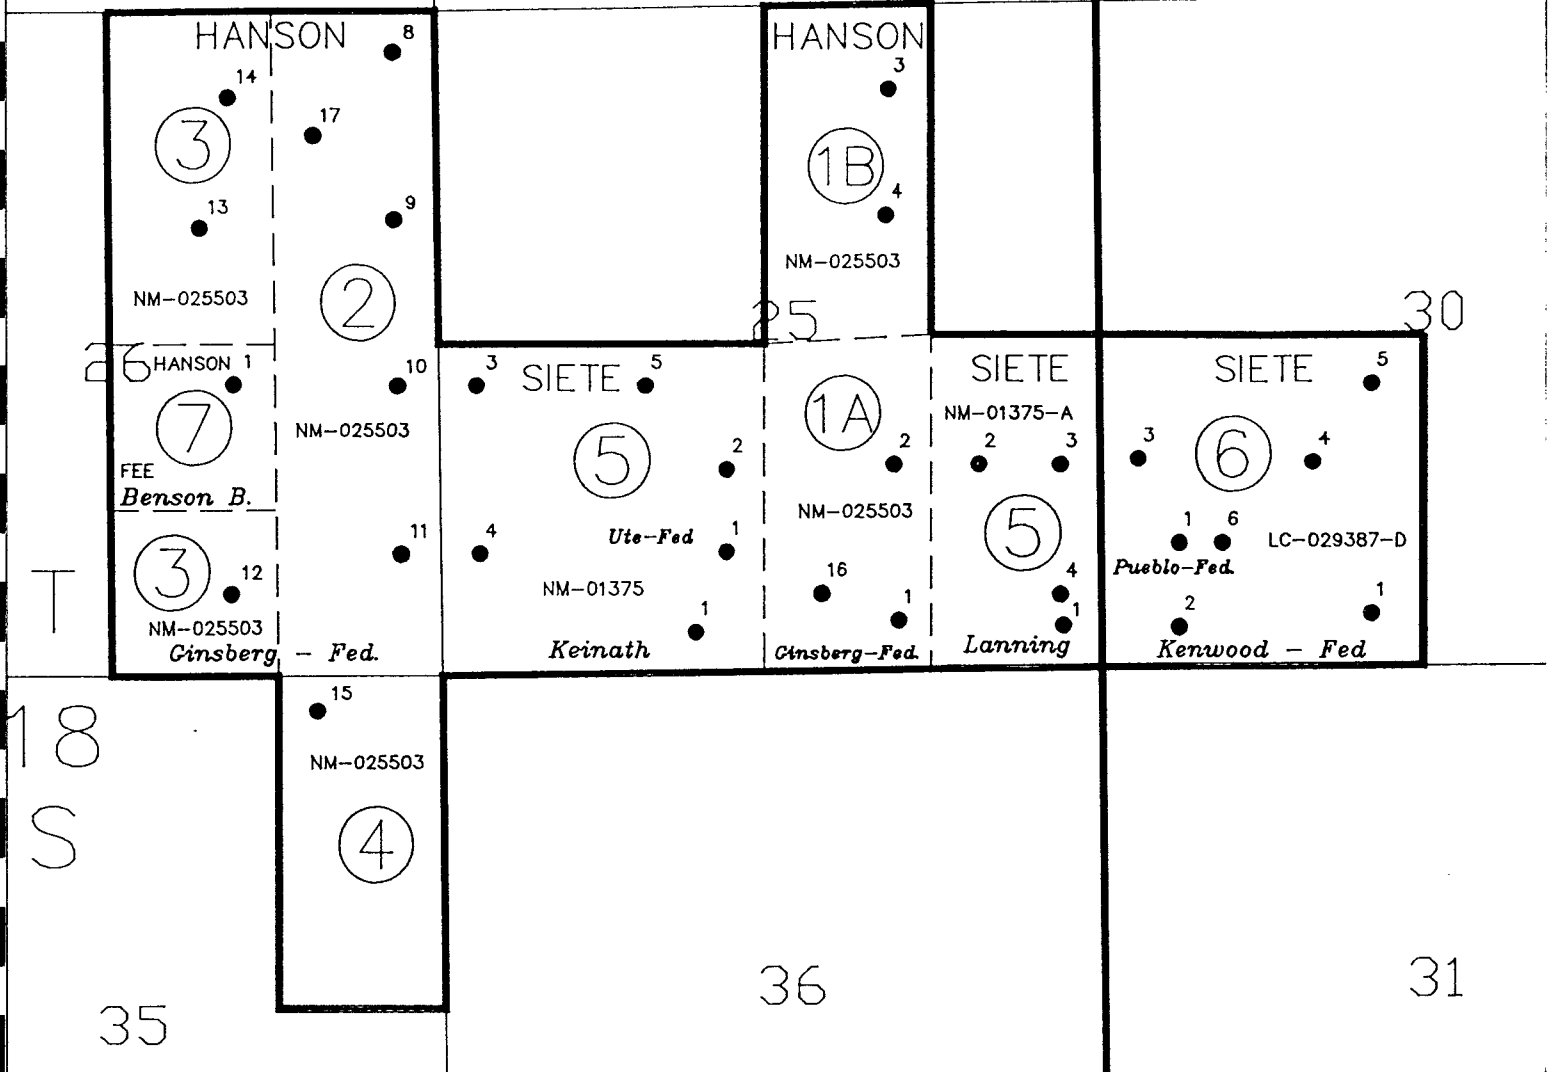 HANSON
8
HANSON
14
3
17
3
1B
13
9
4
NM-025503
NM-025503
2
25
30
26
HANSON
1
10
3
SIETE
5
SIETE
SIETE
5
7
NM-025503
1A
NM-01375-A
FEE
5
2
2
2
3
3
6
4
Benson B.
NM-025503
11
4
Ute-Fed
1
5
1
6
LC-029387-D
T
3
12
NM-01375
16
4
Pueblo-Fed.
NM-025503
1
1
1
2
1
Ginsberg - Fed.
Keinath
Ginsberg-Fed.
Lanning
Kenwood - Fed
15
18
NM-025503
S
4
36
31
35